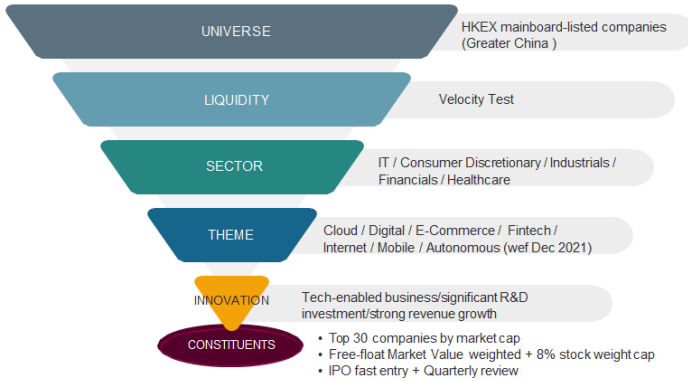 UNIVERSE
HKEX mainboard-listed companies
(Greater China )
LIQUIDITY
Velocity Test
SECTOR
IT / Consumer Discretionary / Industrials /
Financials / Healthcare
THEME
Cloud / Digital / E-Commerce / Fintech /
Internet / Mobile / Autonomous (wef Dec 2021)
INNOVATION
Tech-enabled business/significant R&D
investment/strong revenue growth
CONSTITUENTS
• Top 30 companies by market cap
• Free-float Market Value weighted + 8% stock weight cap
• IPO fast entry + Quarterly review